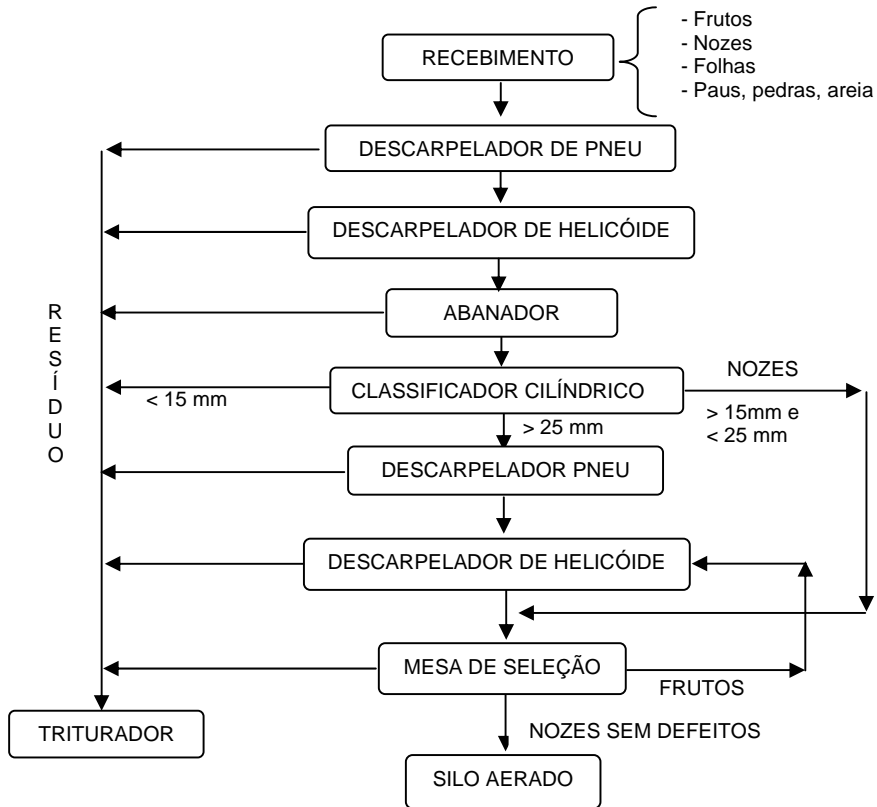 - Frutos
- Nozes
- Folhas
- Paus, pedras, areia
RECEBIMENTO
DESCARPELADOR DE PNEU
DESCARPELADOR DE HELICÓIDE
ABANADOR
RESÍDUO
CLASSIFICADOR CILÍNDRICO
NOZES
< 15 mm
> 15mm e
< 25 mm
> 25 mm
DESCARPELADOR PNEU
DESCARPELADOR DE HELICÓIDE
MESA DE SELEÇÃO
FRUTOS
TRITURADOR
NOZES SEM DEFEITOS
SILO AERADO